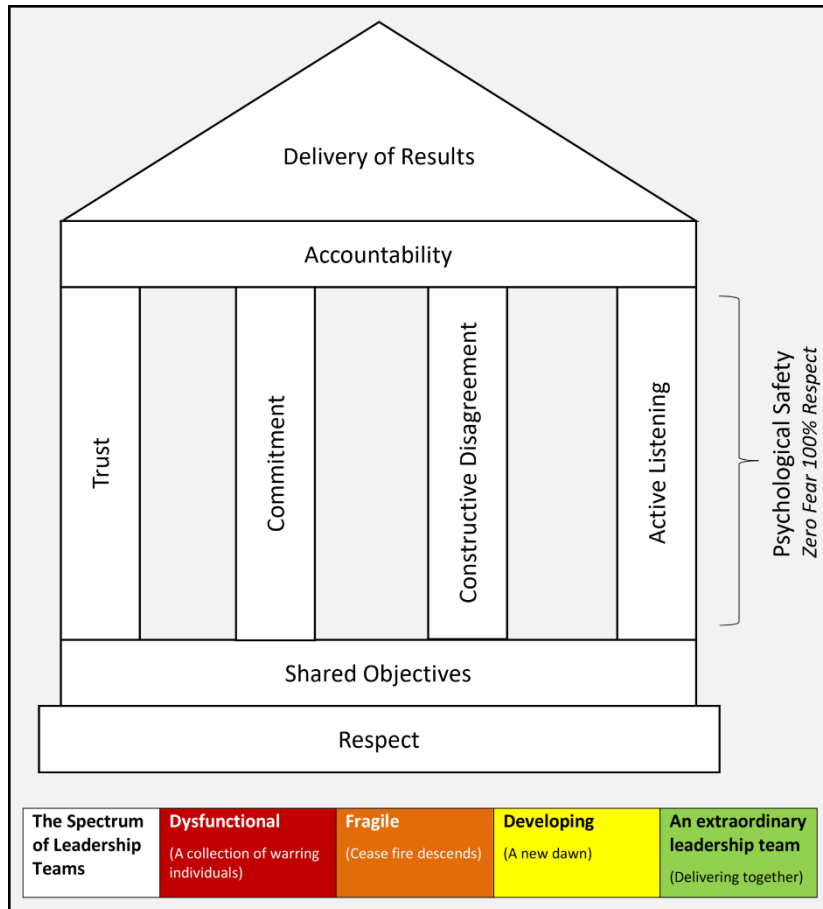 Delivery of Results
Accountability
Trust
Commitment
Constructive Disagreement
Active Listening
Psychological Safety
Zero Fear 100% Respect
Shared Objectives
Respect
The Spectrum
of Leadership
Teams
Dysfunctional
(A collection of warring
individuals)
Fragile
(Cease fire descends)
Developing
(A new dawn)
An extraordinary
leadership team
(Delivering together)